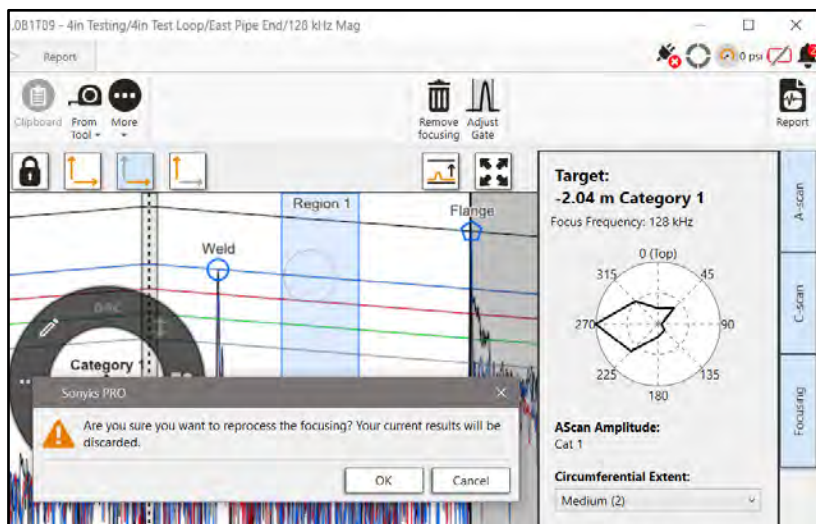 .0B1T09 - 4in Testing/4in Test Loop/East Pipe End/128 kHz Mag
Report
0 psi
2
Clipboard
From
Tool
More
Remove
focusing
Adjust
Gate
Report
Region 1
Flange
Weld
DAC
Category 1
Target:
-2.04 m Category 1
Focus Frequency: 128 kHz
0 (Top)
315
45
270
90
225
135
180
AScan Amplitude:
Cat 1
Circumferential Extent:
Medium (2)
A-scan
C-scan
Focusing
Sonyks PRO
Are you sure you want to reprocess the focusing? Your current results will be
discarded.
OK
Cancel